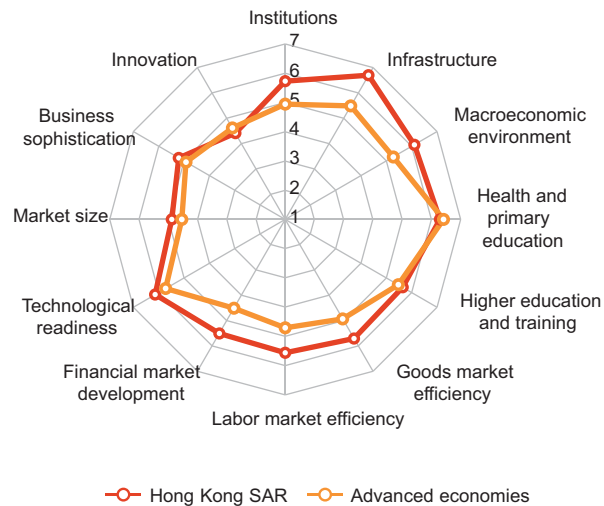 Institutions
7
6
5
4
3
2
1
Infrastructure
Macroeconomic
environment
Health and
primary
education
Higher education
and training
Goods market
efficiency
Labor market efficiency
Financial market
development
Technological
readiness
Market size
Business
sophistication
Innovation
Hong Kong SAR
Advanced economies